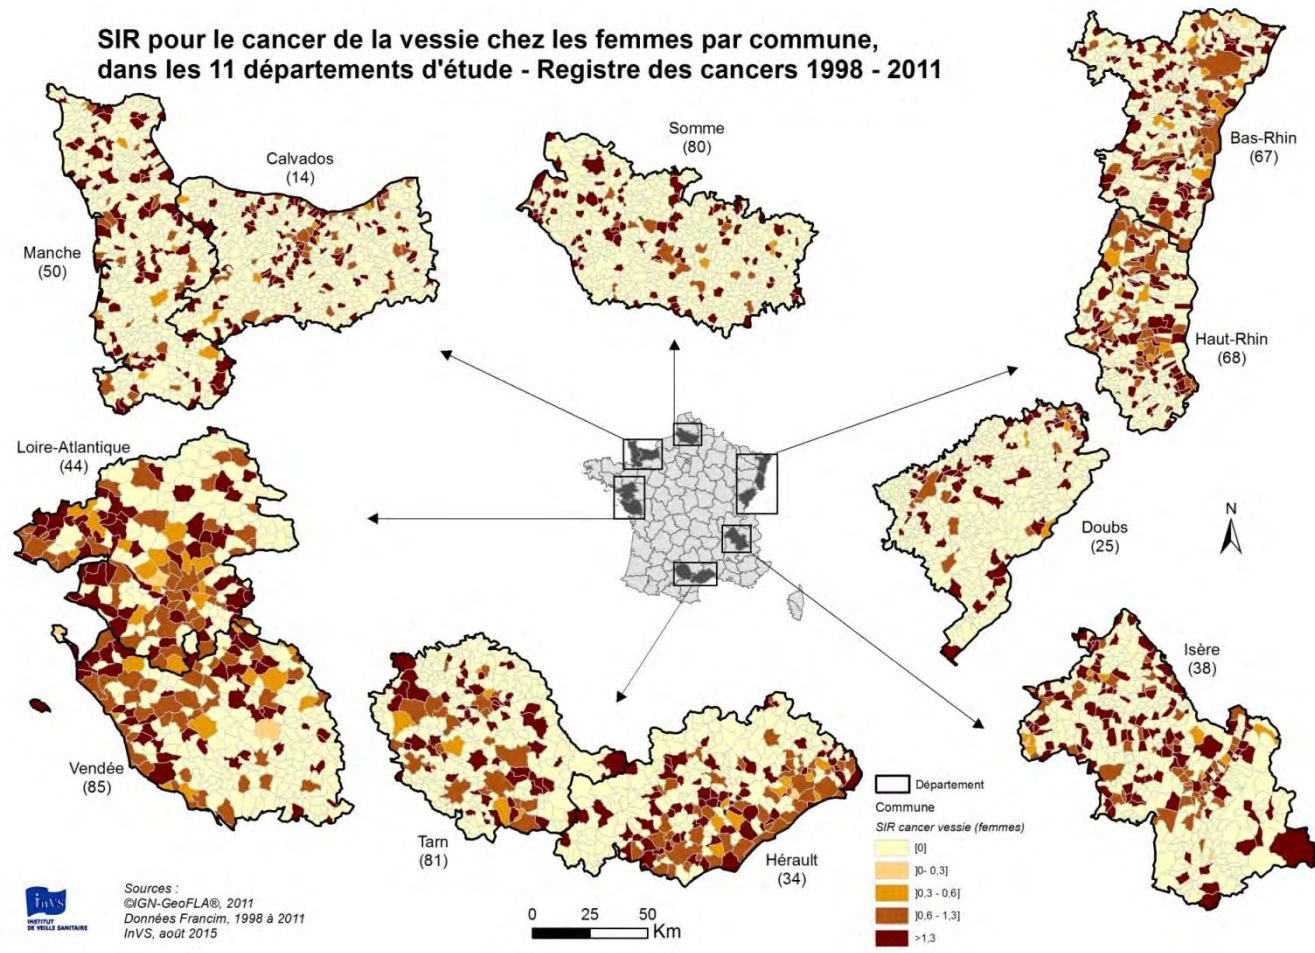 SIR pour le cancer de la vessie chez les femmes par commune,
dans les 11 départements d'étude - Registre des cancers 1998 - 2011
Somme
(80)
Calvados
(14)
Bas-Rhin
(67)
Manche
(50)
Haut-Rhin
(68)
Loire-Atlantique
(44)
Doubs
(25)
N
Isère
(38)
Vendée
(85)
Tarn
(81)
Hérault
(34)
Département
Commune
SIR cancer vessie (femmes)
]0]
]0- 0,3]
]0,3 - 0,6]
]0,6 - 1,3]
>1,3
InVS
INSTITUT
DE VEILLE SANITAIRE
Sources :
©IGN-GeoFLA®, 2011
Données Francim, 1998 à 2011
InVS, août 2015
0 25 50
Km